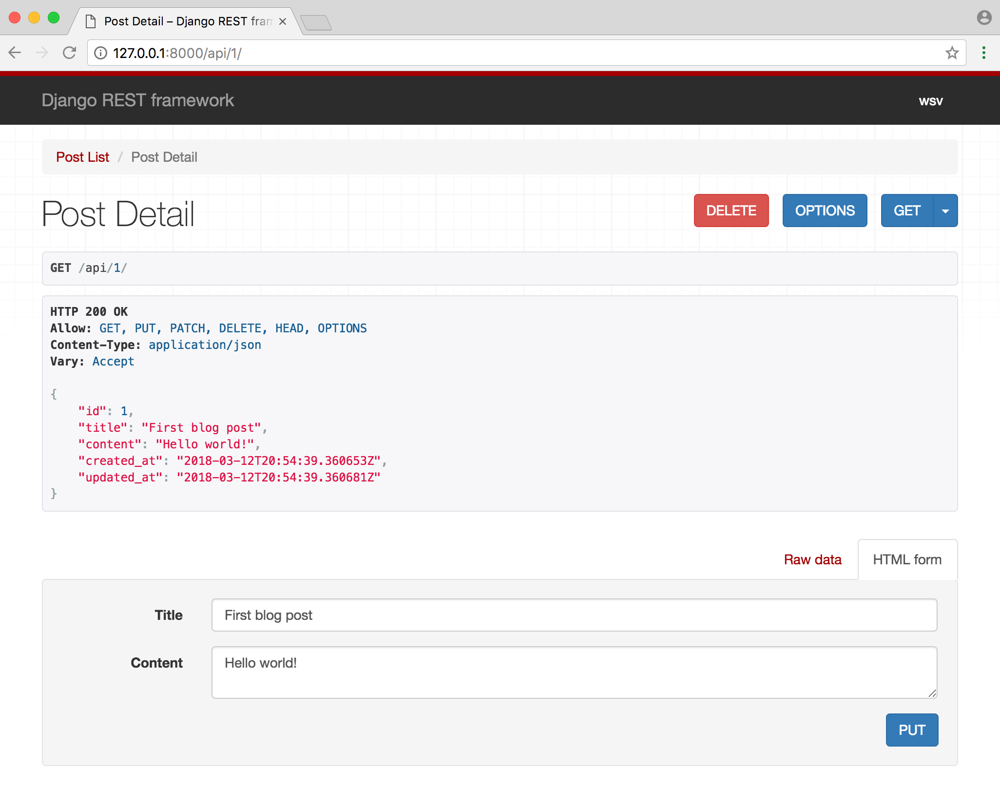 Post Detail – Django REST fram
127.0.0.1:8000/api/1/
Django REST framework
wsv
Post List / Post Detail
Post Detail
DELETE
OPTIONS
GET
GET /api/1/
HTTP 200 OK
Allow: GET, PUT, PATCH, DELETE, HEAD, OPTIONS
Content-Type: application/json
Vary: Accept
{
"id": 1,
"title": "First blog post",
"content": "Hello world!",
"created_at": "2018-03-12T20:54:39.360653Z",
"updated_at": "2018-03-12T20:54:39.360681Z"
}
Raw data
HTML form
Title
First blog post
Content
Hello world!
PUT